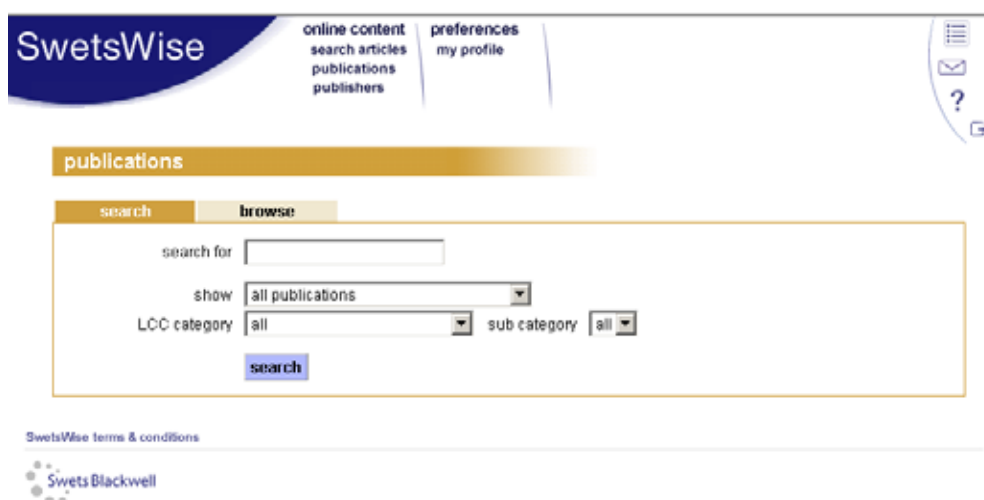 SwetsWise
online content
search articles
publications
publishers
preferences
my profile
?
publications
search
browse
search for
show all publications
LCC category all sub category all
search
SwetsWise terms & conditions
Swets Blackwell